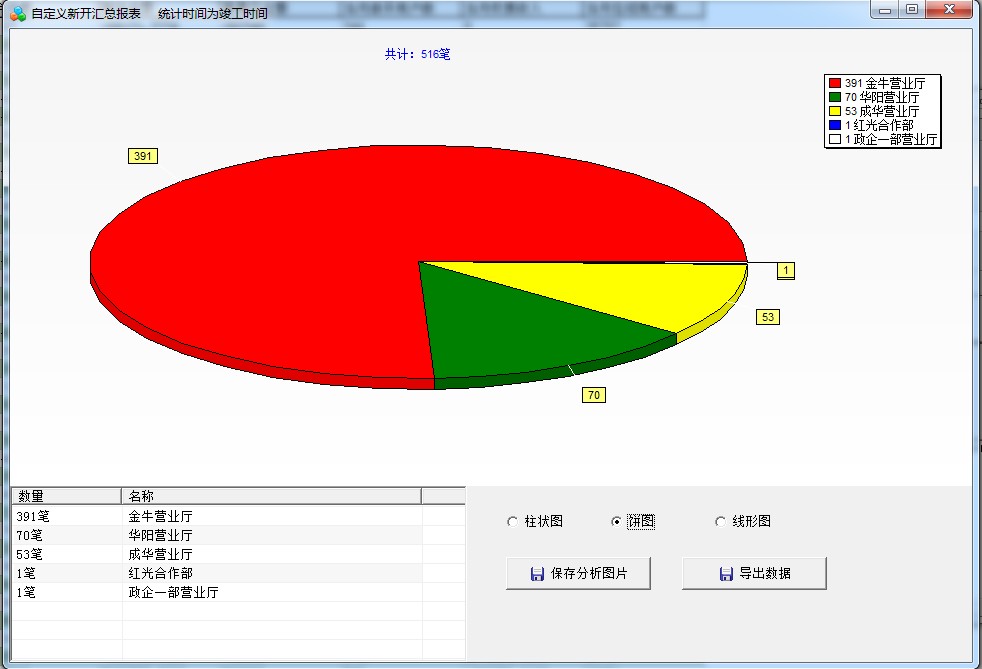 自定义新开汇总报表 统计时间为竣工时间
共计：516笔
391 金牛营业厅
70 华阳营业厅
53 成华营业厅
1 红光合作部
1 政企一部营业厅
391
1
53
70
数量 名称
391笔 金牛营业厅
70笔 华阳营业厅
53笔 成华营业厅
1笔 红光合作部
1笔 政企一部营业厅
柱状图 饼图 线形图
保存分析图片 导出数据